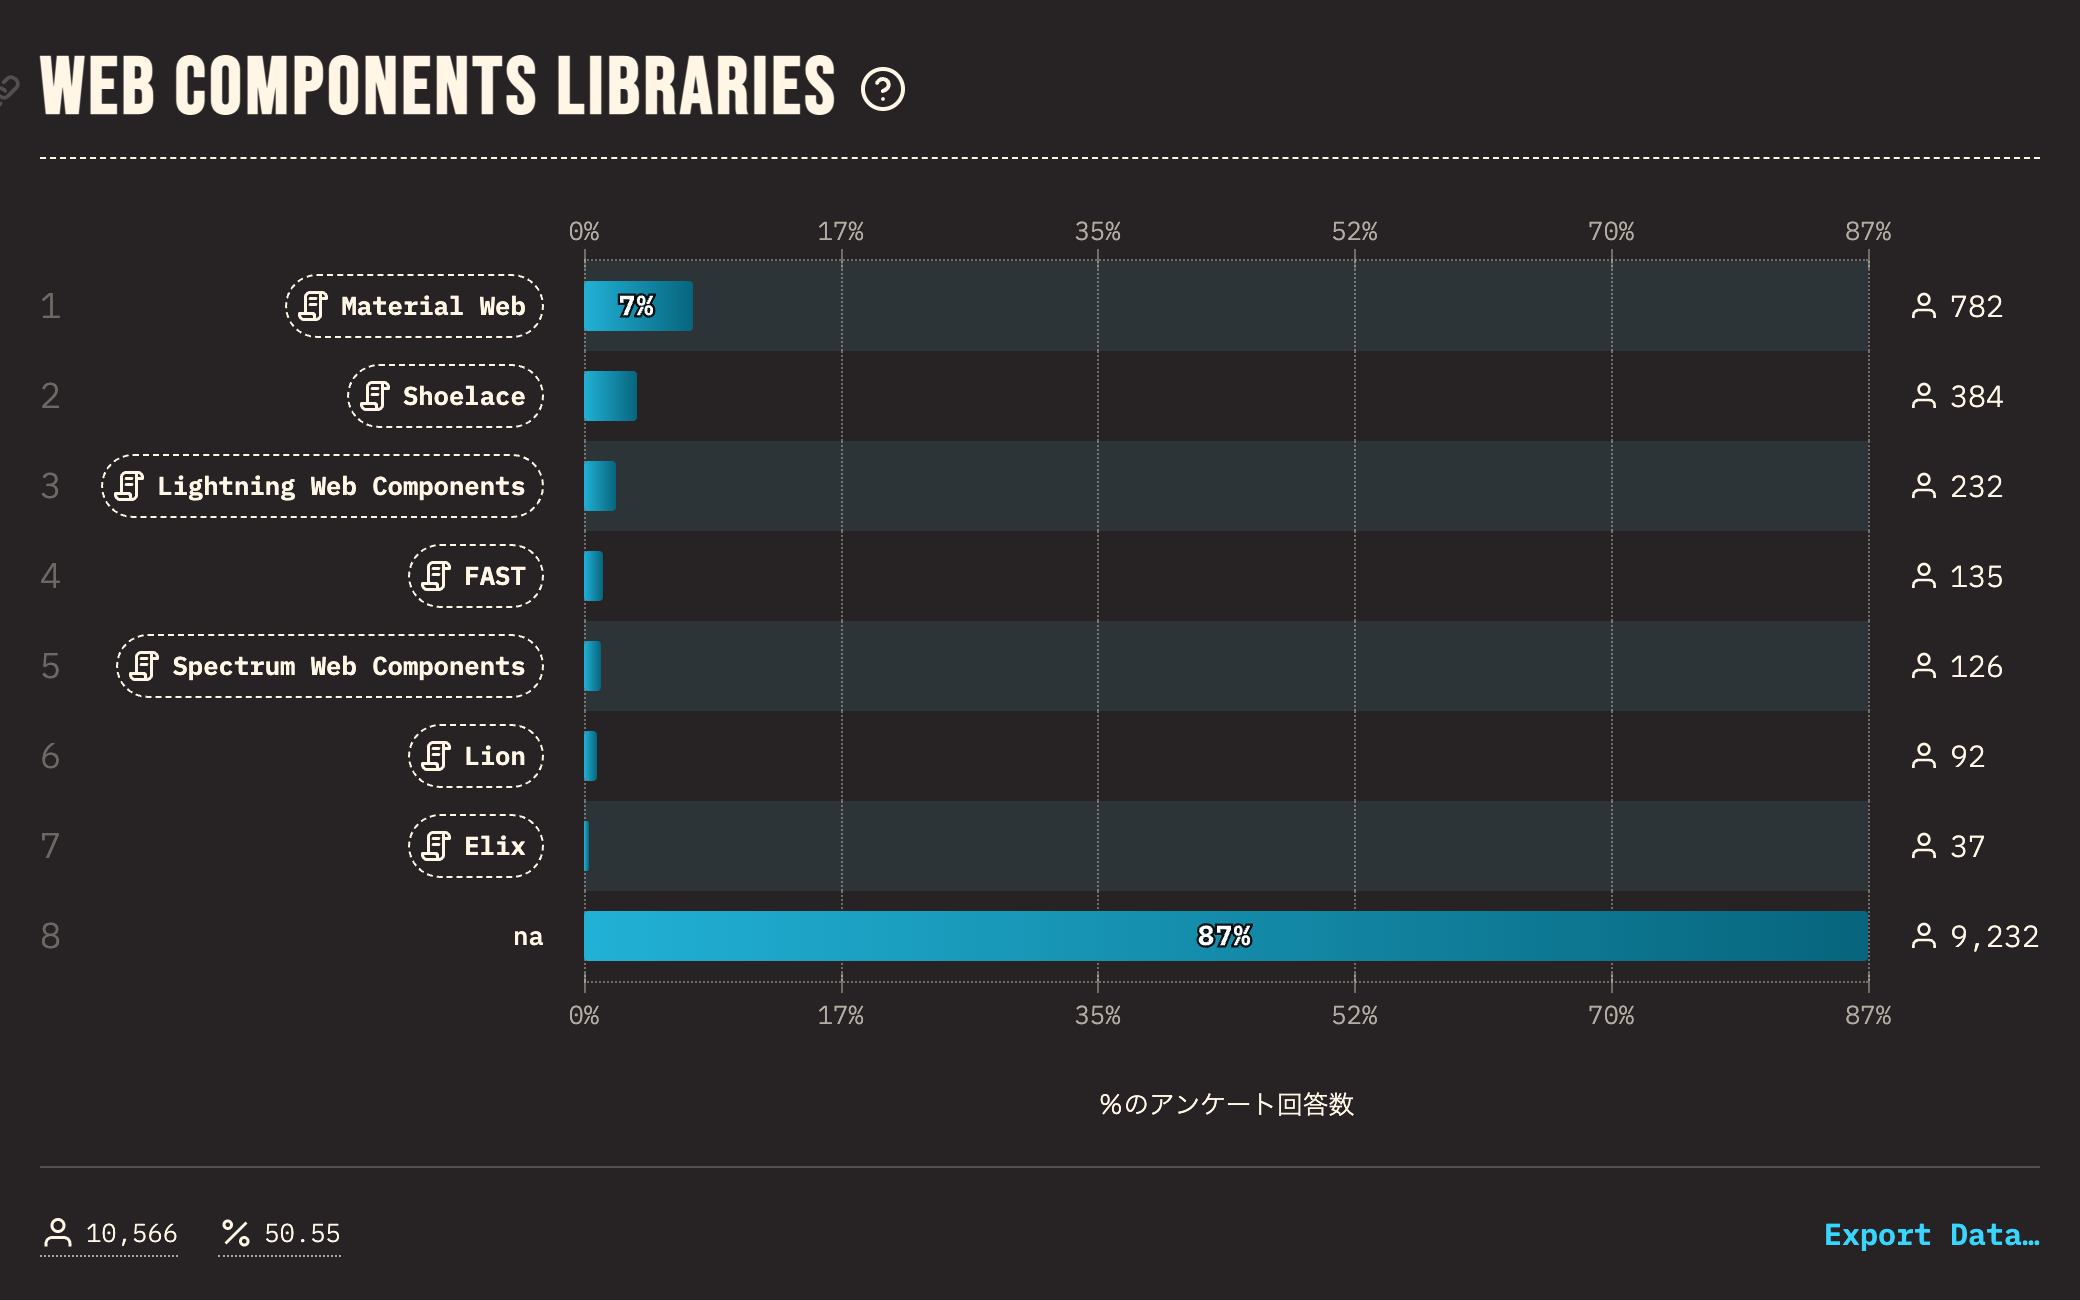 WEB COMPONENTS LIBRARIES
0% 17% 35% 52% 70% 87%
1 Material Web 7% 782
2 Shoelace 384
3 Lightning Web Components 232
4 FAST 135
5 Spectrum Web Components 126
6 Lion 92
7 Elix 37
8 na 87% 9,232
0% 17% 35% 52% 70% 87%
%のアンケート回答数
10,566 % 50.55 Export Data…